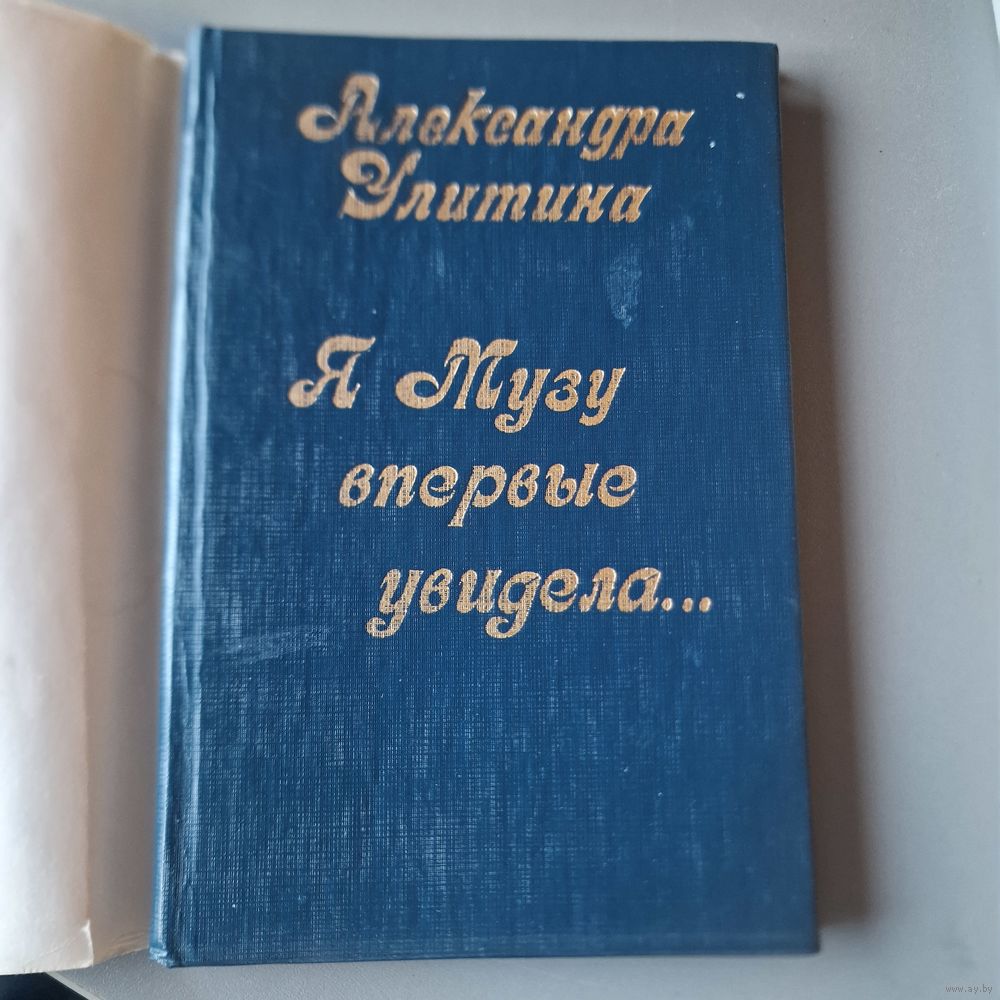 Александра
Улитина
Я Музу
впервые
увидела...
www.ay.by